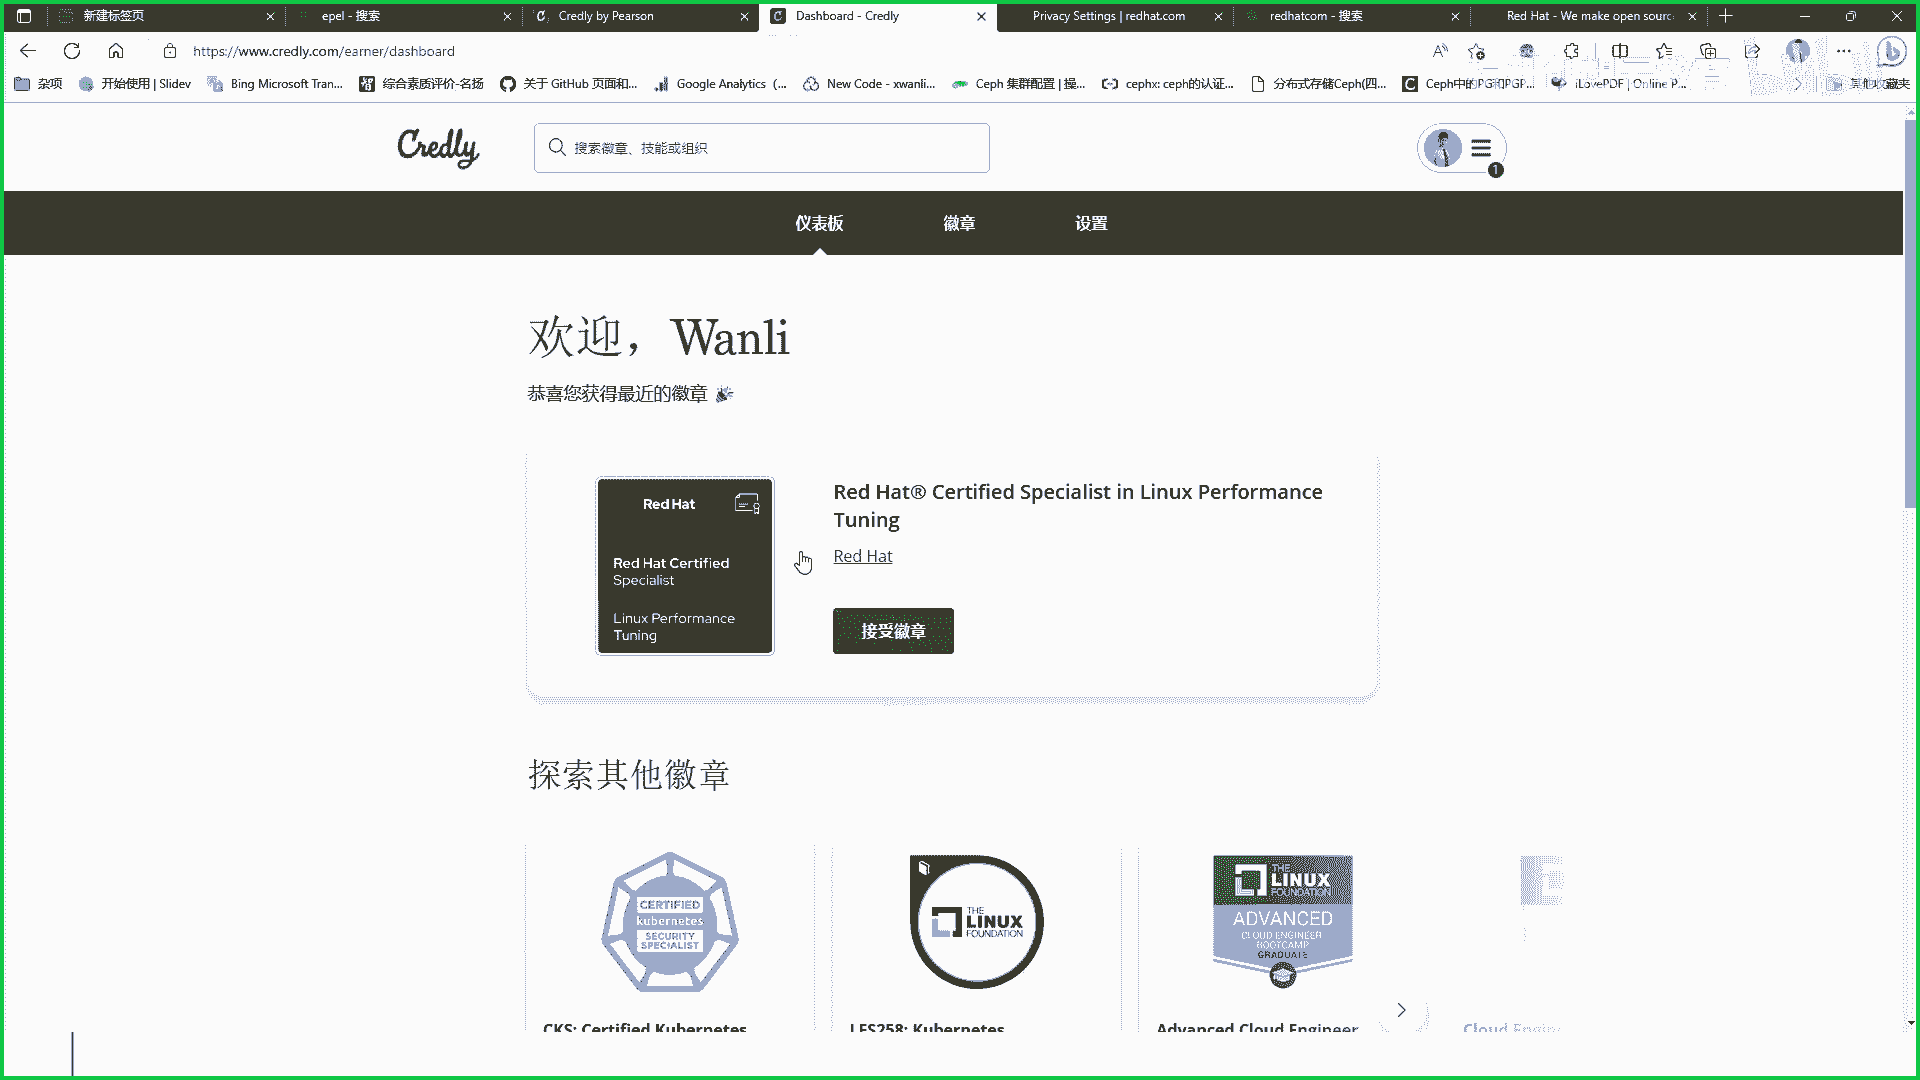 新建标签页
epel - 搜索
Credly by Pearson
Dashboard - Credly
Privacy Settings | redhat.com
redhatcom - 搜索
Red Hat - We make open sourc
https://www.credly.com/earner/dashboard
杂项
开始使用 | Slidev
Bing Microsoft Tran...
综合素质评价-名扬
关于 GitHub 页面和...
Google Analytics（...
New Code - xwanli...
Ceph 集群配置 | 操...
cephx: ceph的认证...
分布式存储Ceph(四...
Ceph中的PG和PGP...
iLovePDF | Online P...
其他收藏夹
Credly
搜索徽章、技能或组织
1
仪表板
徽章
设置
欢迎，Wanli
恭喜您获得最近的徽章
Red Hat
Red Hat Certified
Specialist
Linux Performance
Tuning
Red Hat® Certified Specialist in Linux Performance
Tuning
Red Hat
接受徽章
探索其他徽章
CERTIFIED
kubernetes
SECURITY
SPECIALIST
THE
LINUX
FOUNDATION
THE
LINUX
FOUNDATION
ADVANCED
CLOUD ENGINEER
BOOTCAMP
GRADUATE
CKS: Certified Kubernetes
LFS258: Kubernetes
Advanced Cloud Engineer
Cloud Engin